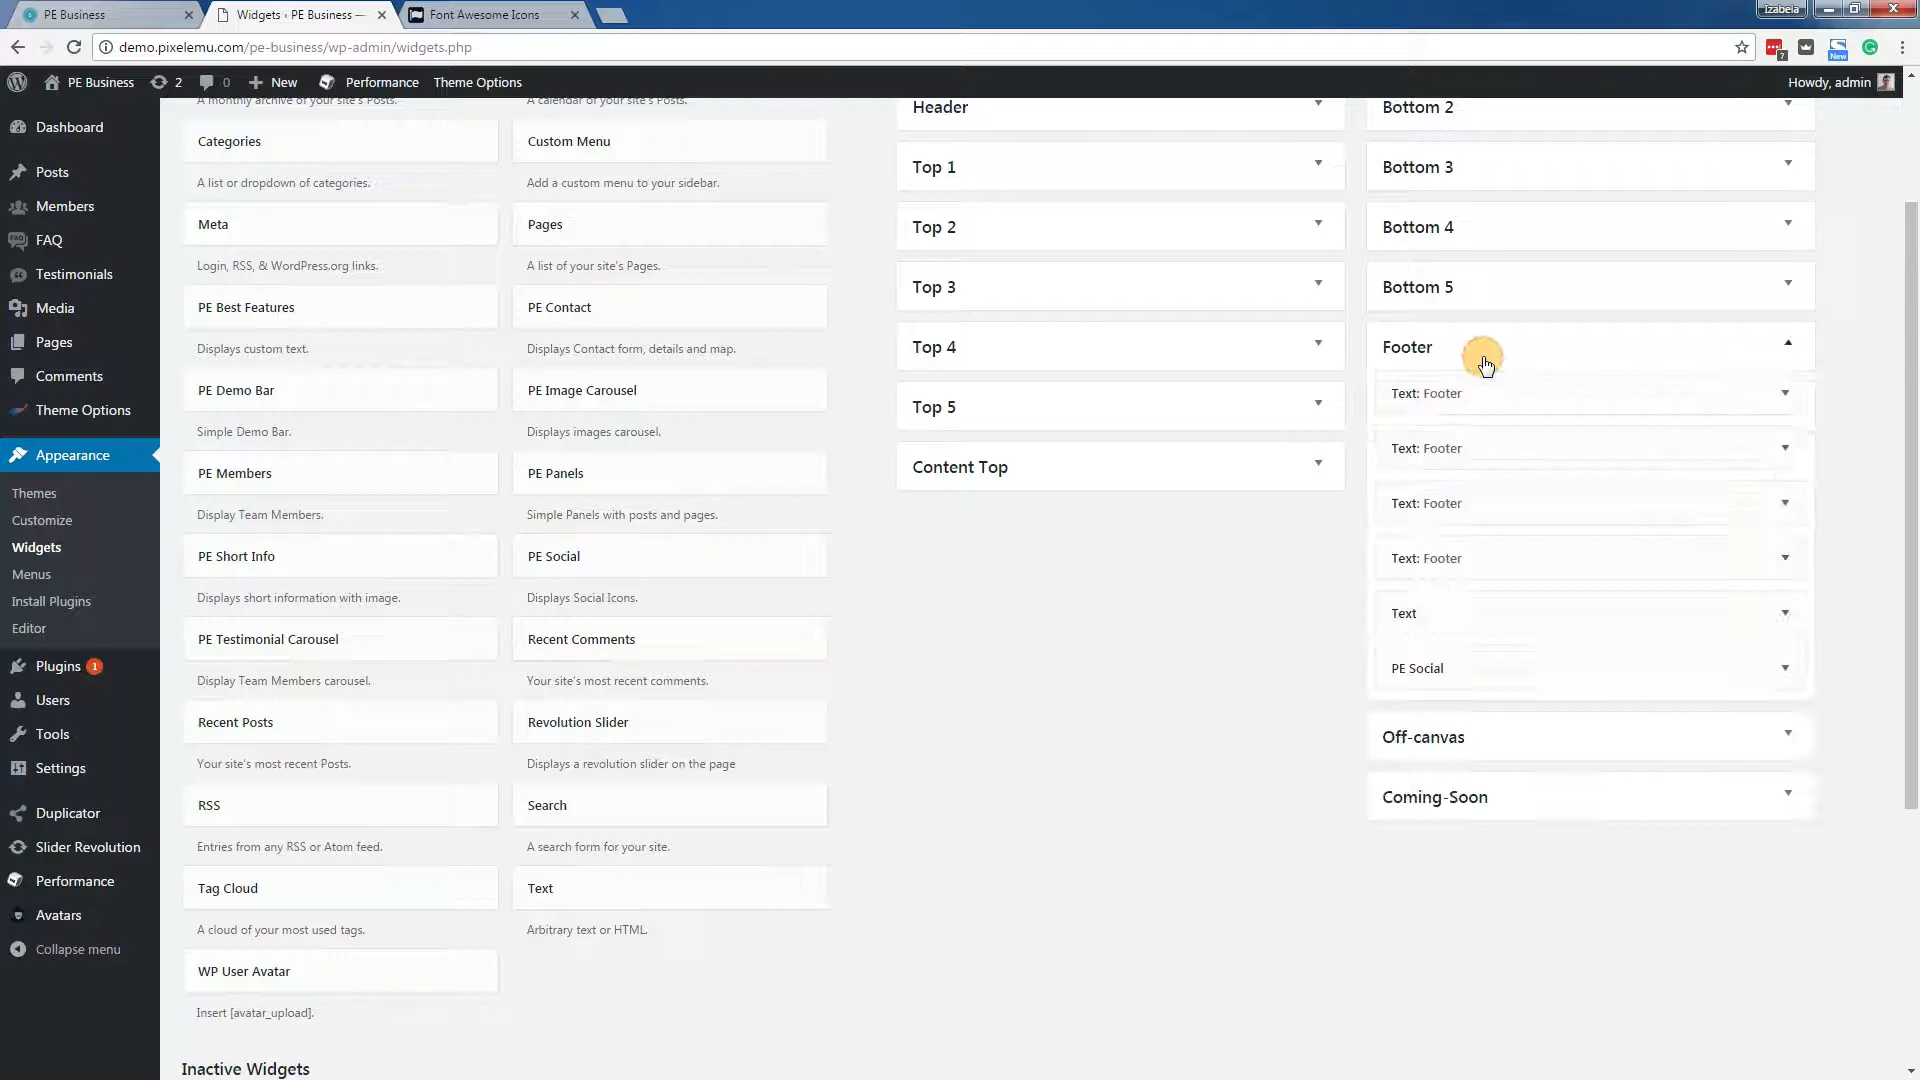 PE Business
Widgets ‹ PE Business —
Font Awesome Icons
Izabela
demo.pixelemu.com/pe-business/wp-admin/widgets.php
7
New
PE Business
2
0
New
Performance
Theme Options
Howdy, admin
Dashboard
Posts
Members
FAQ
Testimonials
Media
Pages
Comments
Theme Options
Appearance
Themes
Customize
Widgets
Menus
Install Plugins
Editor
Plugins 1
Users
Tools
Settings
Duplicator
Slider Revolution
Performance
Avatars
Collapse menu
A monthly archive of your site's Posts.
A calendar of your site's Posts.
Categories
Custom Menu
A list or dropdown of categories.
Add a custom menu to your sidebar.
Meta
Pages
Login, RSS, & WordPress.org links.
A list of your site's Pages.
PE Best Features
PE Contact
Displays custom text.
Displays Contact form, details and map.
PE Demo Bar
PE Image Carousel
Simple Demo Bar.
Displays images carousel.
PE Members
PE Panels
Display Team Members.
Simple Panels with posts and pages.
PE Short Info
PE Social
Displays short information with image.
Displays Social Icons.
PE Testimonial Carousel
Recent Comments
Display Team Members carousel.
Your site's most recent comments.
Recent Posts
Revolution Slider
Your site's most recent Posts.
Displays a revolution slider on the page
RSS
Search
Entries from any RSS or Atom feed.
A search form for your site.
Tag Cloud
Text
A cloud of your most used tags.
Arbitrary text or HTML.
WP User Avatar
Insert [avatar_upload].
Inactive Widgets
Header
Top 1
Top 2
Top 3
Top 4
Top 5
Content Top
Bottom 2
Bottom 3
Bottom 4
Bottom 5
Footer
Text: Footer
Text: Footer
Text: Footer
Text: Footer
Text
PE Social
Off-canvas
Coming-Soon